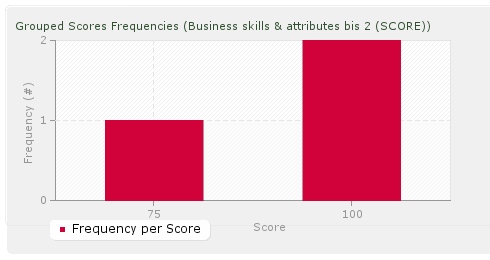 Grouped Scores Frequencies (Business skills & attributes bis 2 (SCORE))
2
1
0
Frequency (#)
75 100
Score
Frequency per Score